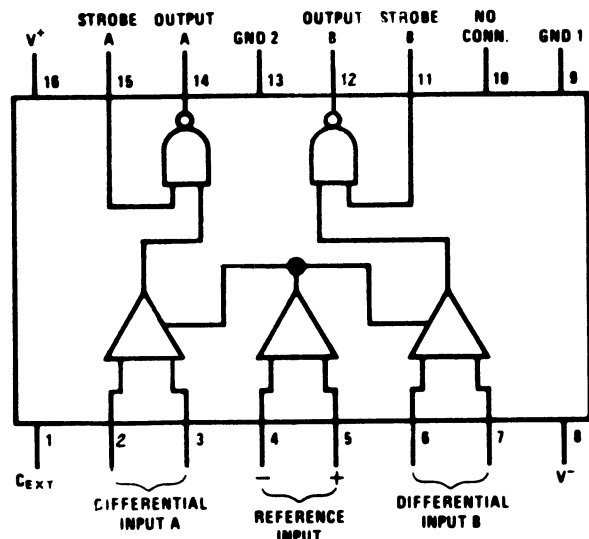 STROBE OUTPUT OUTPUT STROBE NO
V+ A A GND 2 B B CONN. GND 1
16 15 14 13 12 11 10 9
1 2 3 4 5 6 7 8
CEXT − + V−
DIFFERENTIAL DIFFERENTIAL
INPUT A REFERENCE INPUT B
INPUT